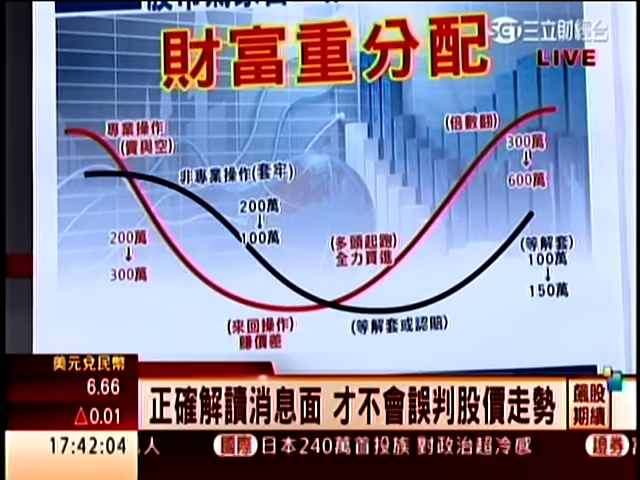 財富重分配
SET三立財經台
LIVE
專業操作
(買與空)
(倍數翻)
300萬
600萬
非專業操作(套牢)
200萬
100萬
200萬
300萬
(多頭起跑)
全力買進
(等解套)
100萬
150萬
(來回操作)
賺價差
(等解套或認賠)
美元兌民幣
6.66
△0.01
正確解讀消息面 才不會誤判股價走勢
飆股
期續
17:42:04
人
國際
日本240萬首投族 對政治超冷感
證券